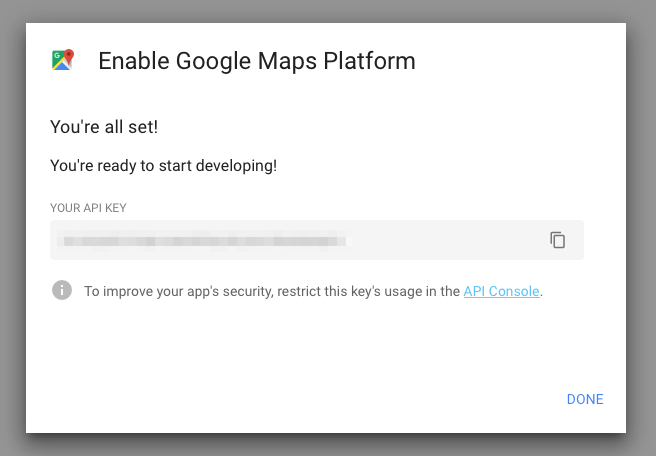 Enable Google Maps Platform
You're all set!
You're ready to start developing!
YOUR API KEY
To improve your app's security, restrict this key's usage in the API Console.
DONE